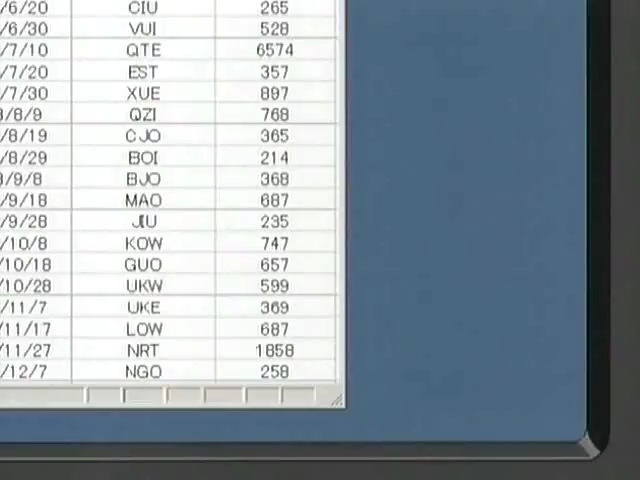 /6/20 CIU 265
/6/30 VUI 528
/7/10 QTE 6574
/7/20 EST 357
/7/30 XUE 897
/8/9 QZI 768
/8/19 CJO 365
/8/29 BOI 214
/9/8 BJO 368
/9/18 MAO 687
/9/28 JIU 235
/10/8 KOW 747
/10/18 GUO 657
/10/28 UKW 599
/11/7 UKE 369
/11/17 LOW 687
/11/27 NRT 1858
/12/7 NGO 258